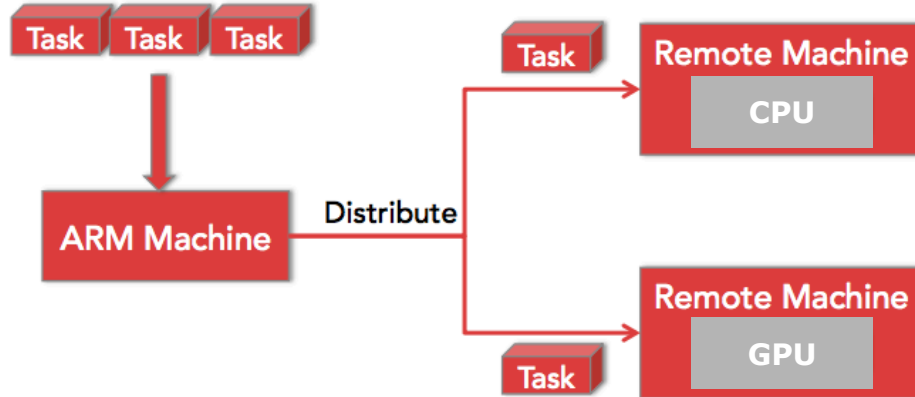 Task Task Task
Task
Remote Machine
CPU
Distribute
ARM Machine
Remote Machine
GPU
Task